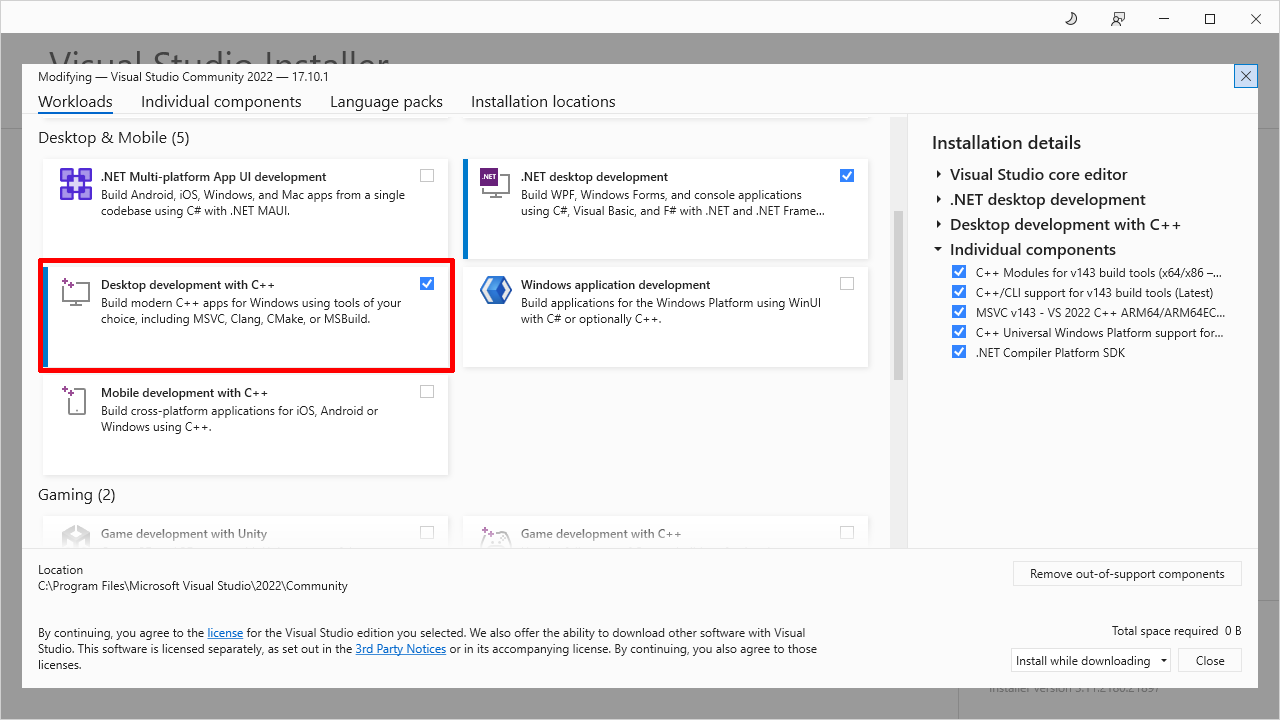 Visual Studio Installer
Modifying — Visual Studio Community 2022 — 17.10.1
Workloads Individual components Language packs Installation locations
Desktop & Mobile (5)
.NET Multi-platform App UI development
Build Android, iOS, Windows, and Mac apps from a single
codebase using C# with .NET MAUI.
.NET
.NET desktop development
Build WPF, Windows Forms, and console applications
using C#, Visual Basic, and F# with .NET and .NET Frame...
Desktop development with C++
Build modern C++ apps for Windows using tools of your
choice, including MSVC, Clang, CMake, or MSBuild.
Windows application development
Build applications for the Windows Platform using WinUI
with C# or optionally C++.
Mobile development with C++
Build cross-platform applications for iOS, Android or
Windows using C++.
Gaming (2)
Game development with Unity
Game development with C++
Installation details
Visual Studio core editor
.NET desktop development
Desktop development with C++
Individual components
C++ Modules for v143 build tools (x64/x86 –...
C++/CLI support for v143 build tools (Latest)
MSVC v143 - VS 2022 C++ ARM64/ARM64EC...
C++ Universal Windows Platform support for...
.NET Compiler Platform SDK
Location
C:\Program Files\Microsoft Visual Studio\2022\Community
Remove out-of-support components
By continuing, you agree to the license for the Visual Studio edition you selected. We also offer the ability to download other software with Visual
Studio. This software is licensed separately, as set out in the 3rd Party Notices or in its accompanying license. By continuing, you also agree to those
licenses.
Total space required 0 B
Install while downloading
Close